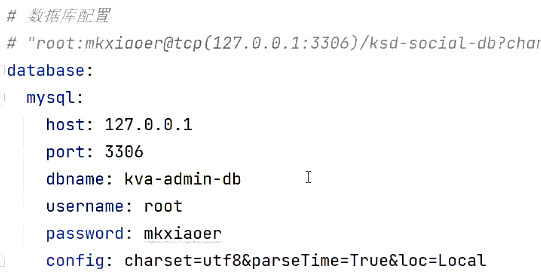 # 数据库配置
# "root:mkxiaoer@tcp(127.0.0.1:3306)/ksd-social-db?char
database:
mysql:
host: 127.0.0.1
port: 3306
dbname: kva-admin-db
username: root
password: mkxiaoer
config: charset=utf8&parseTime=True&loc=Local